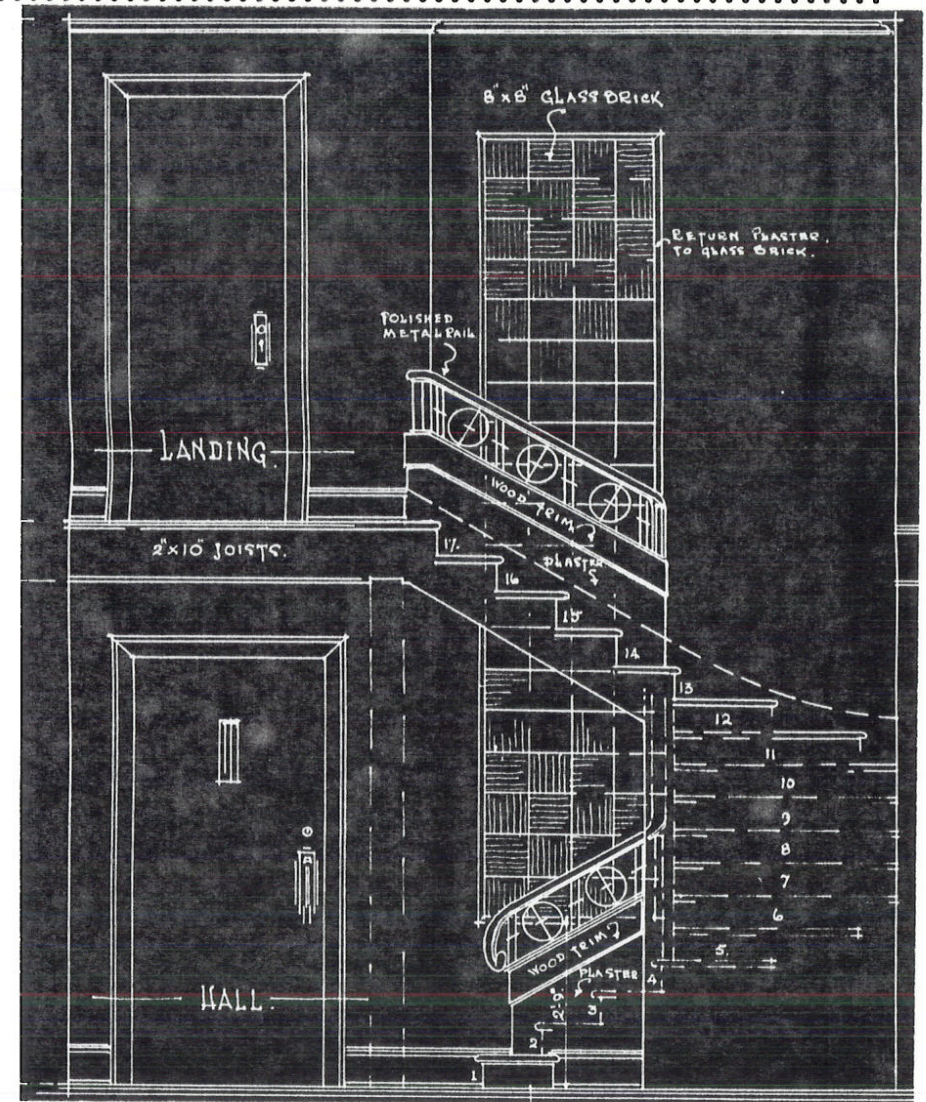 8"x8" GLASS BRICK
RETURN PLASTER
TO GLASS BRICK.
POLISHED
METAL RAIL
LANDING.
WOOD TRIM
2"x10" JOISTS.
PLASTER
17.
16
15
14
13
12
11
10
9
8
7
6
5.
4
WOOD TRIM
PLASTER
HALL.
2'-9"
3
2
1